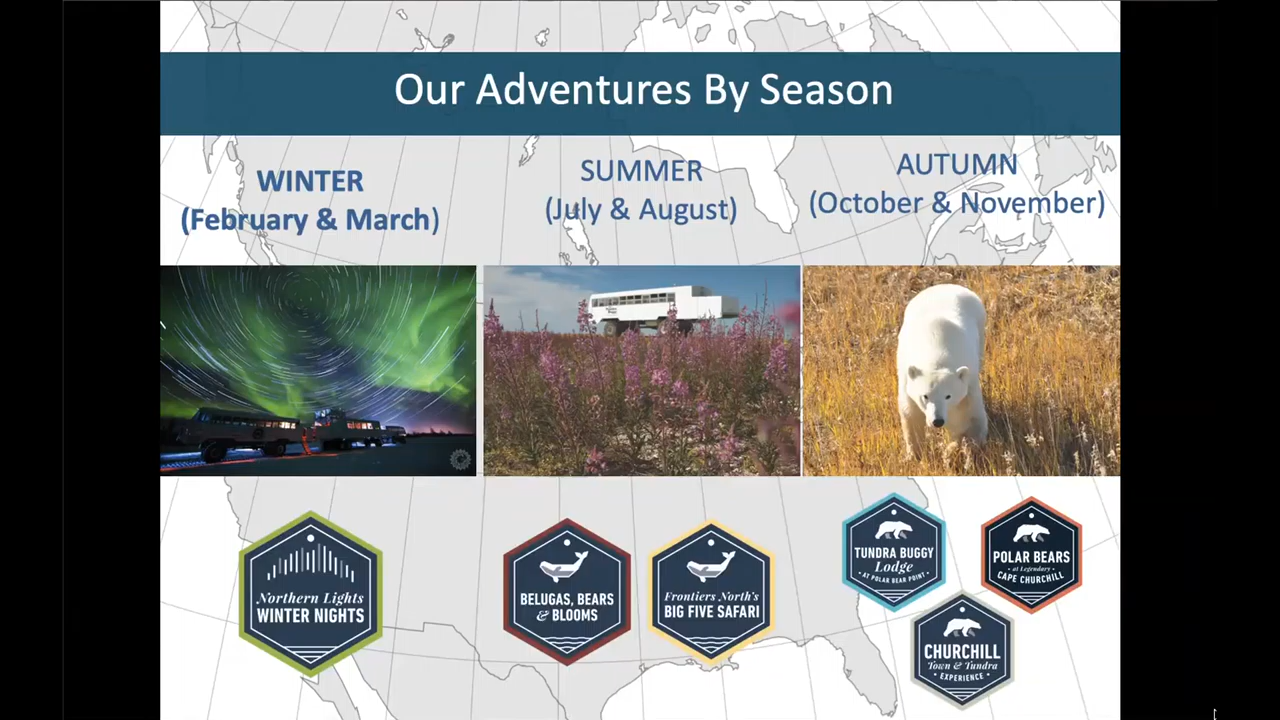 Our Adventures By Season
WINTER
(February & March)
SUMMER
(July & August)
AUTUMN
(October & November)
Northern Lights
WINTER NIGHTS
BELUGAS, BEARS
& BLOOMS
Frontiers North's
BIG FIVE SAFARI
TUNDRA BUGGY
Lodge
• AT POLAR BEAR POINT •
POLAR BEARS
• at Legendary •
CAPE CHURCHILL
CHURCHILL
Town & Tundra
• EXPERIENCE •